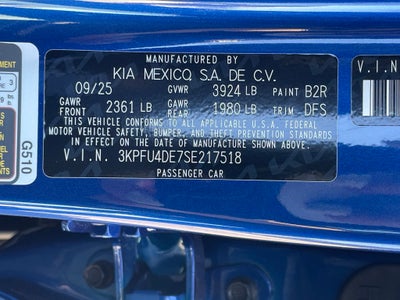 MANUFACTURED BY
KIA MEXICO, S.A. DE C.V.
09/25 GVWR 3924 LB PAINT B2R
GAWR FRONT 2361 LB GAWR REAR 1980 LB TRIM DFS
THIS VEHICLE CONFORMS TO ALL APPLICABLE U.S.A. FEDERAL
MOTOR VEHICLE SAFETY, BUMPER, AND THEFT PREVENTION STANDARDS
IN EFFECT ON THE DATE OF MANUFACTURE SHOWN ABOVE.
V.I.N. 3KPFU4DE7SE217518
PASSENGER CAR
G510
V.I.N